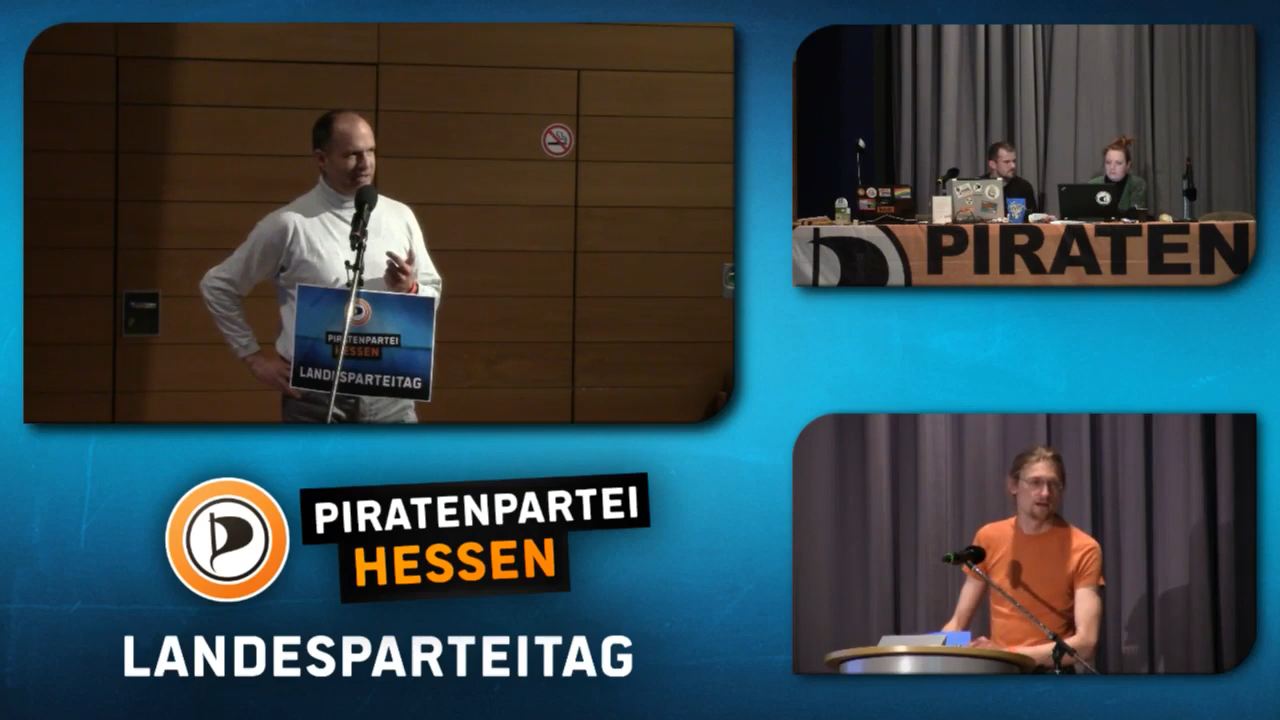 PIRATENPARTEI
HESSEN
LANDESPARTEITAG
PIRATEN
PIRATENPARTEI
HESSEN
LANDESPARTEITAG